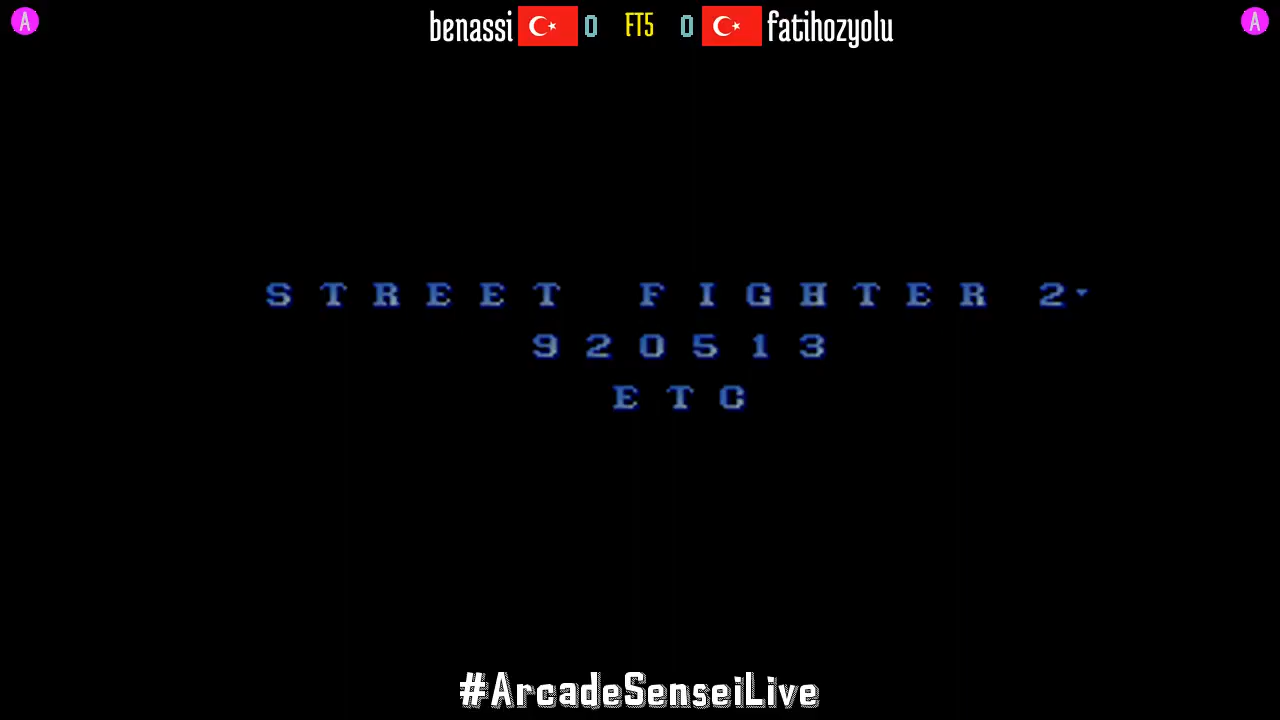 A benassi 0 FT5 0 fatihozyolu A
STREET FIGHTER 2'
920513
ETC
#ArcadeSenseiLive